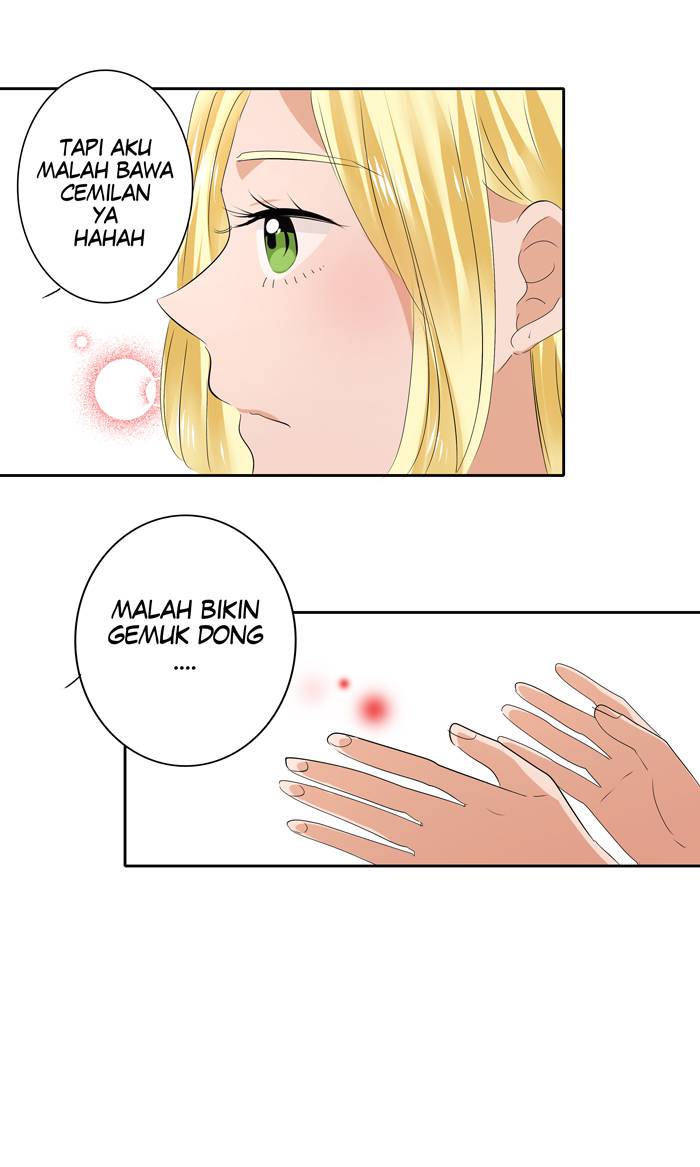 TAPI AKU
MALAH BAWA
CEMILAN
YA
HAHAH
MALAH BIKIN
GEMUK DONG
....